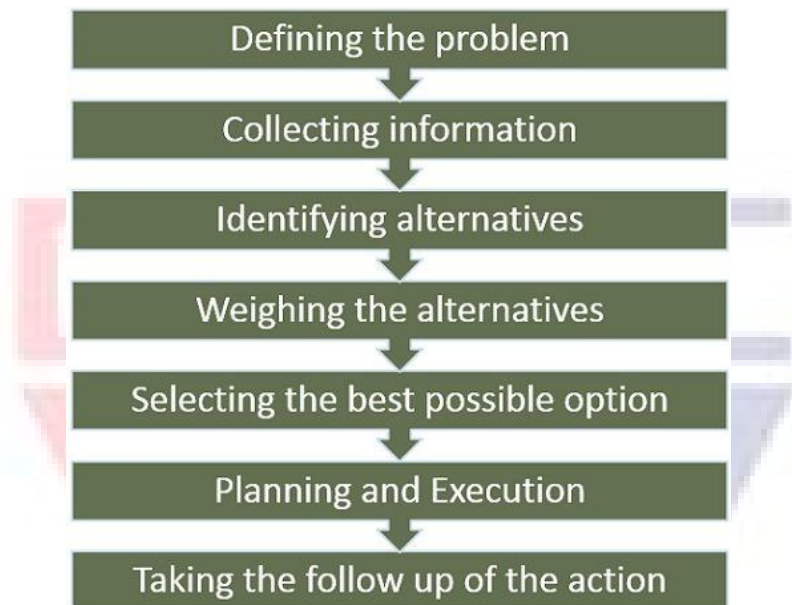 Defining the problem
Collecting information
Identifying alternatives
Weighing the alternatives
Selecting the best possible option
Planning and Execution
Taking the follow up of the action